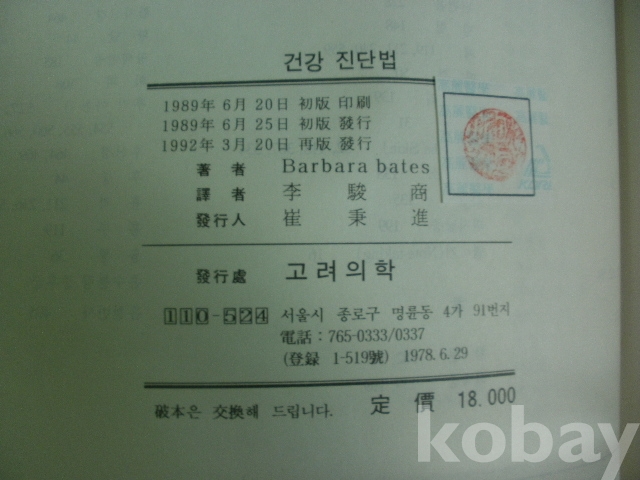 건강 진단법
1989年 6月 20日 初版 印刷
1989年 6月 25日 初版 發行
1992年 3月 20日 再版 發行
著 者 Barbara bates
譯 者 李 駿 商
發行人 崔 秉 進
發行處 고려의학
110-524 서울시 종로구 명륜동 4가 91번지
電話 : 765-0333/0337
(登録 1-519號) 1978.6.29
破本은 交換해 드립니다. 定 價 18.000
kobay